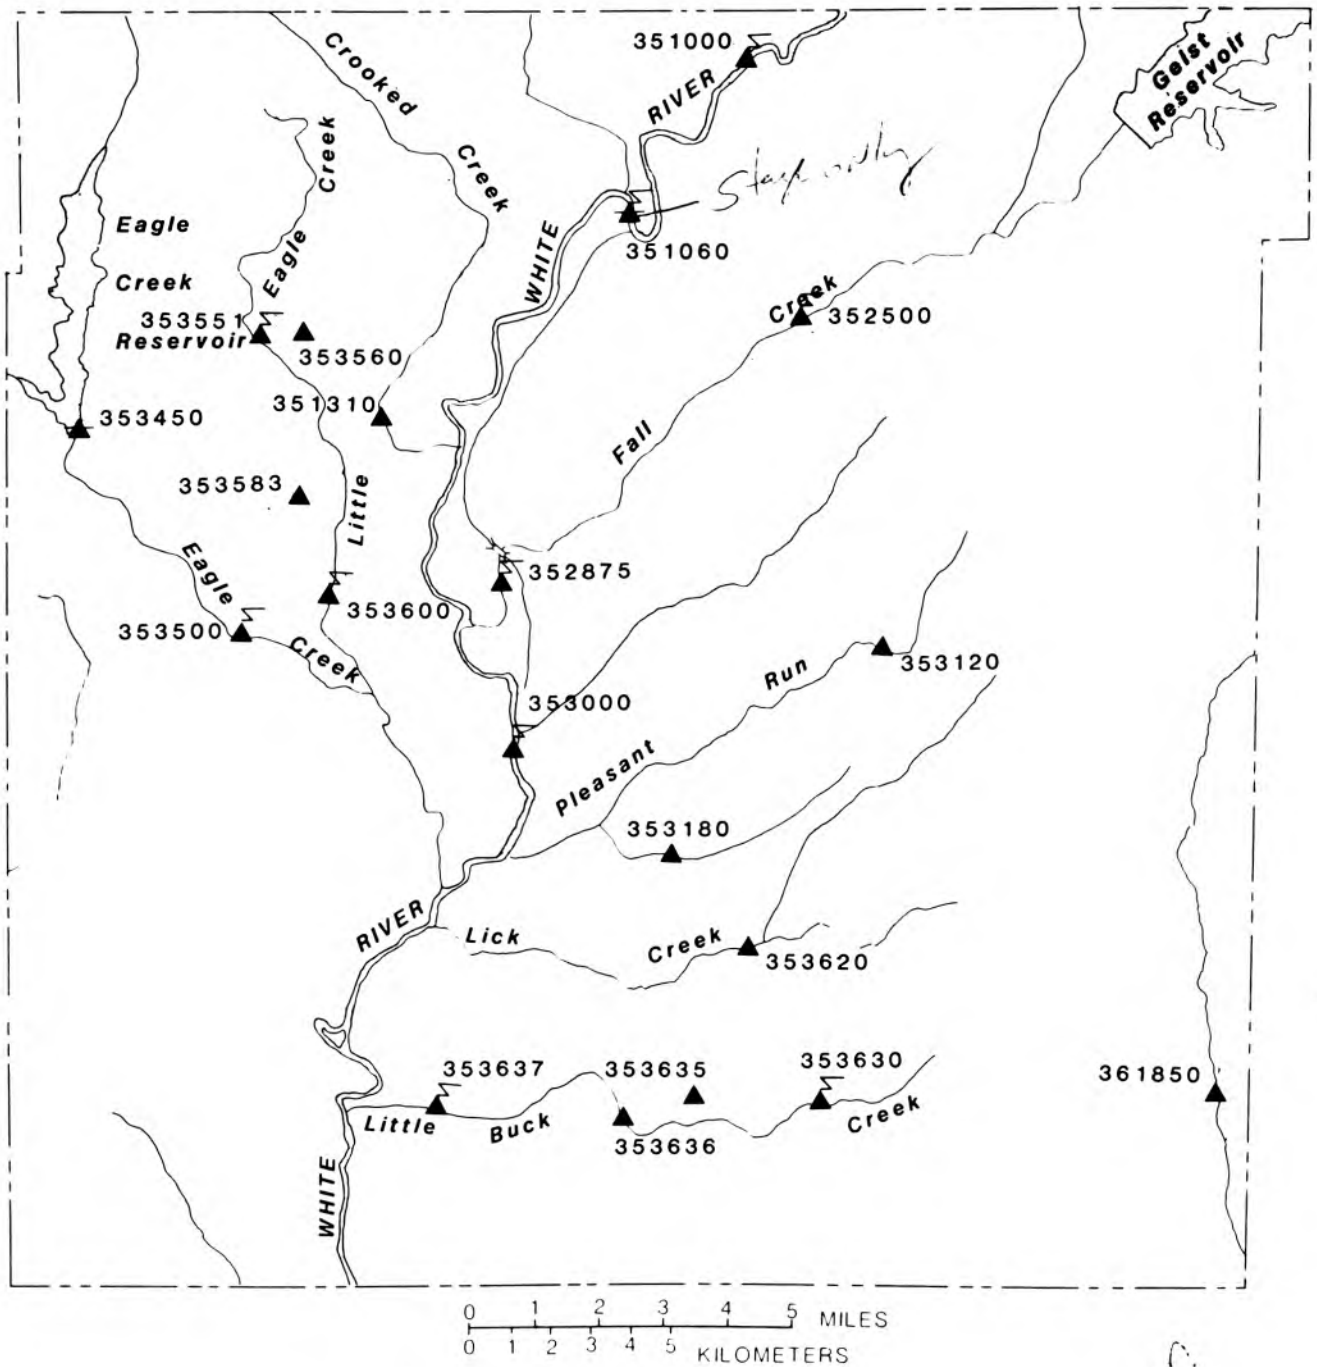 Crooked
Creek
351000
RIVER
Geist
Reservoir
Creek
Eagle
Stage only
351060
WHITE
Eagle
Creek
Reservoir
353551
353560
351310
353450
Creek
352500
Fall
353583
Little
Eagle
Creek
352875
353600
353500
353120
Run
353000
Pleasant
353180
RIVER
Lick
Creek
353620
353637
353635
353630
361850
Little
Buck
Creek
353636
WHITE
0 1 2 3 4 5 MILES
0 1 2 3 4 5 KILOMETERS